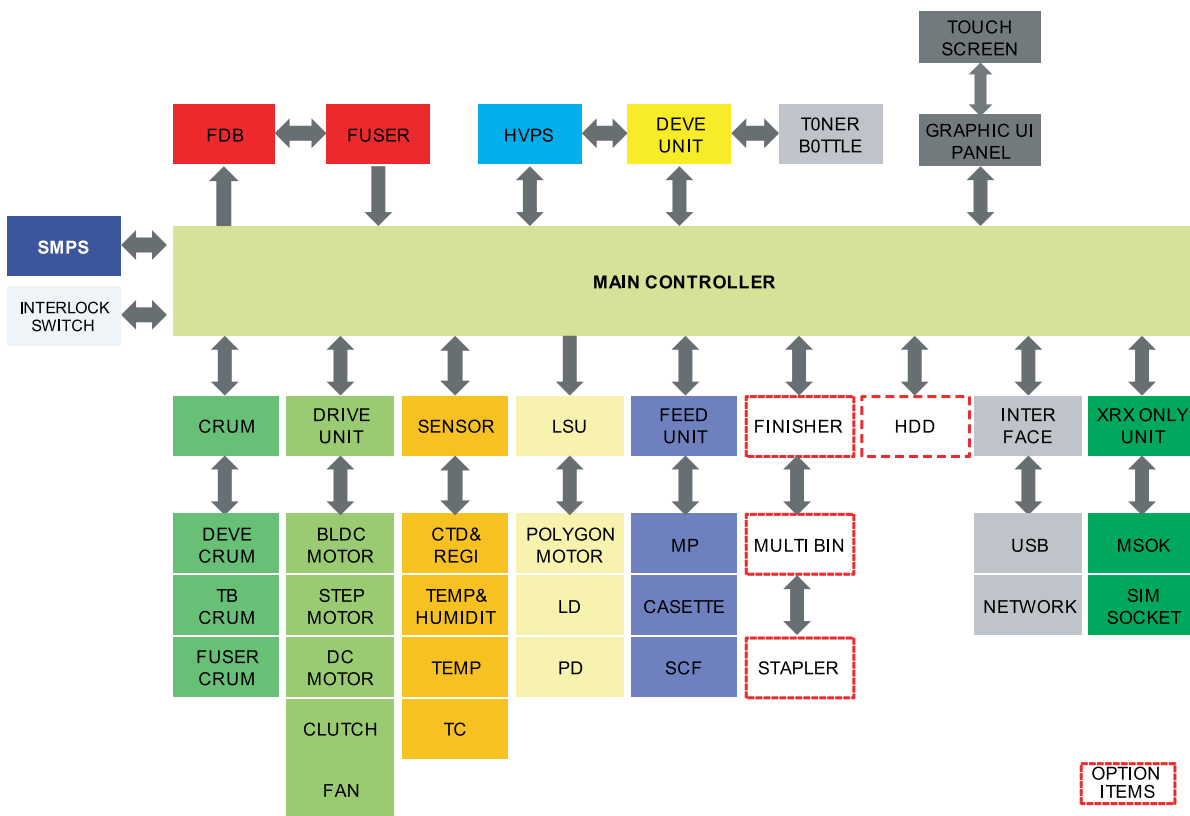 TOUCH
SCREEN
FDB
FUSER
HVPS
DEVE
UNIT
T0NER
B0TTLE
GRAPHIC UI
PANEL
SMPS
INTERLOCK
SWITCH
MAIN CONTROLLER
CRUM
DRIVE
UNIT
SENSOR
LSU
FEED
UNIT
FINISHER
HDD
INTER
FACE
XRX ONLY
UNIT
DEVE
CRUM
TB
CRUM
FUSER
CRUM
BLDC
MOTOR
STEP
MOTOR
DC
MOTOR
CLUTCH
FAN
CTD&
REGI
TEMP&
HUMIDIT
TEMP
TC
POLYGON
MOTOR
LD
PD
MP
CASETTE
SCF
MULTI BIN
STAPLER
USB
NETWORK
MSOK
SIM
SOCKET
OPTION
ITEMS